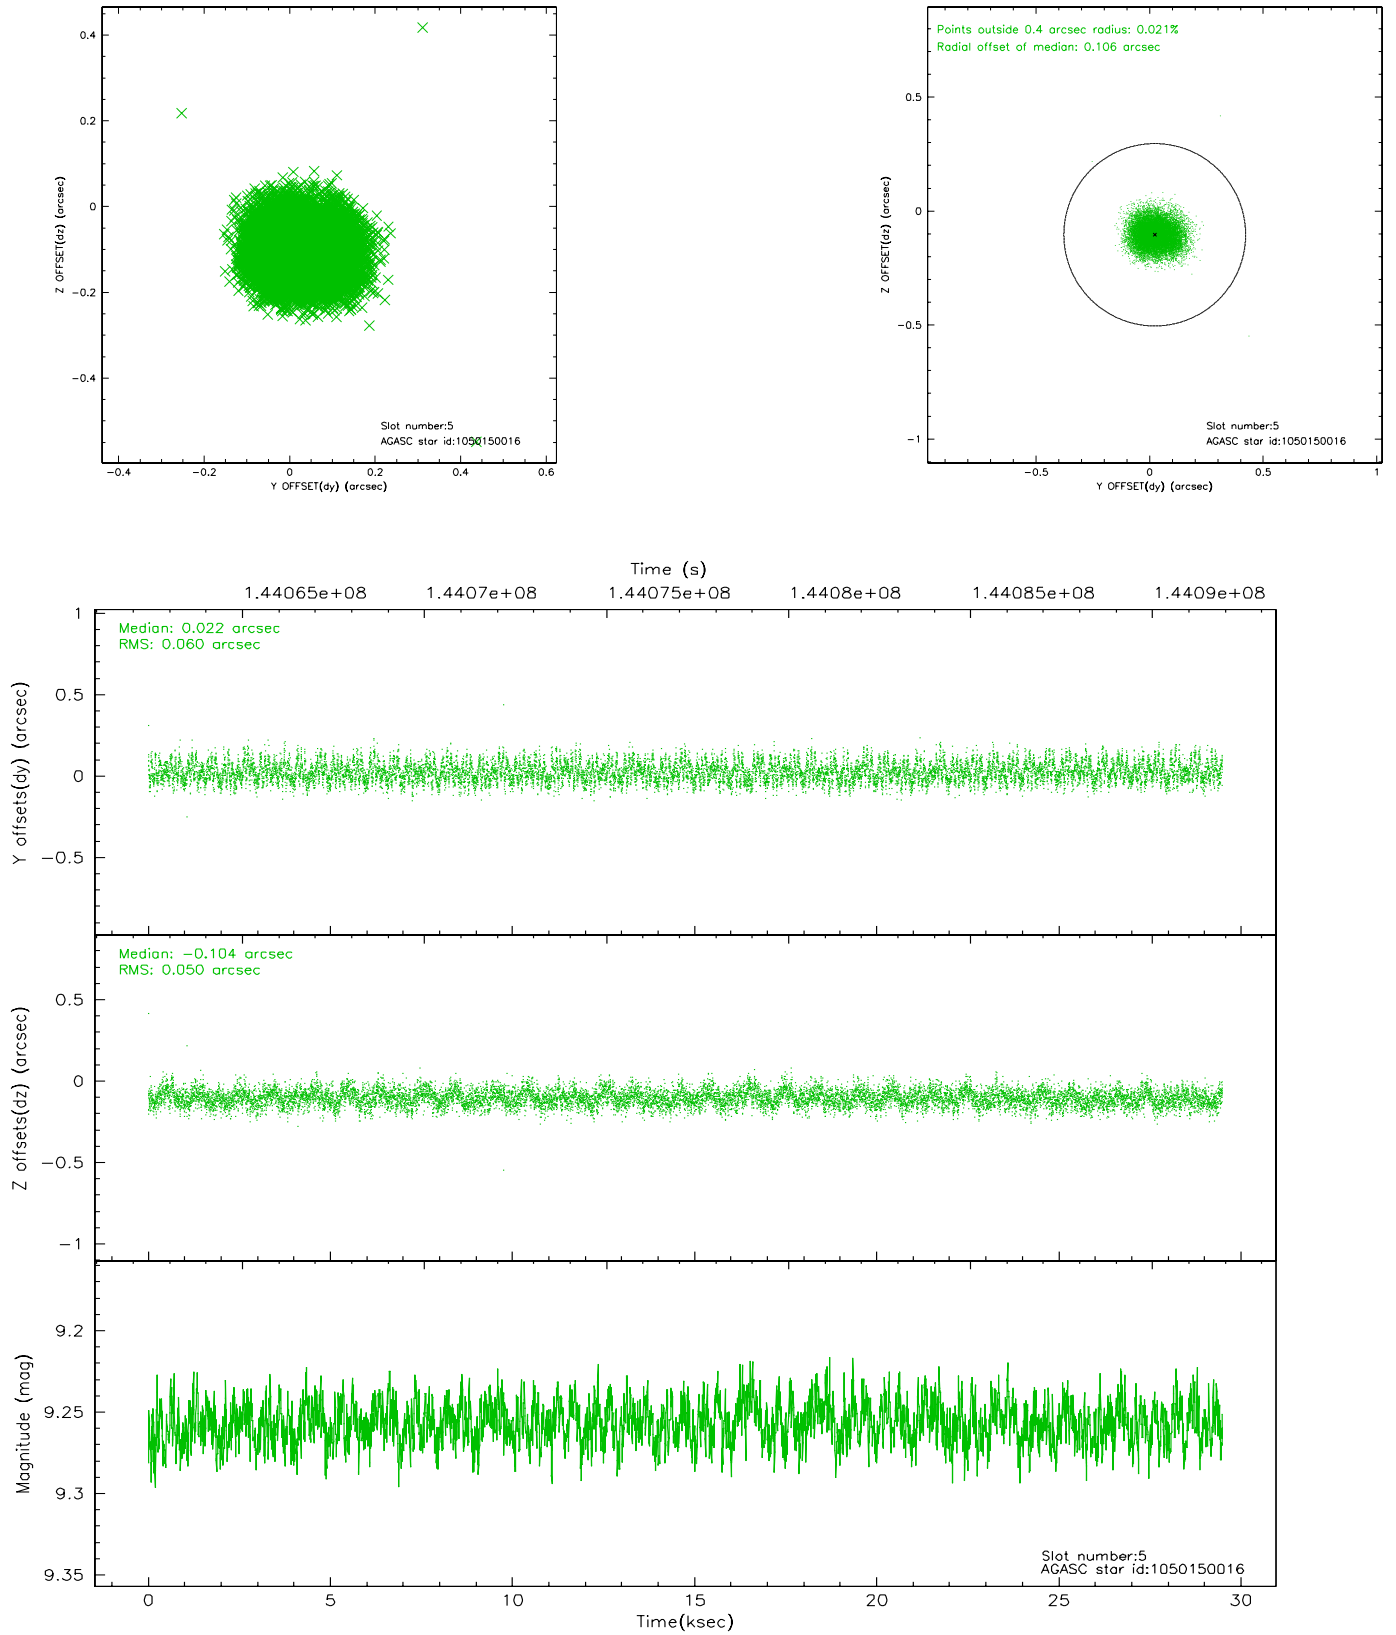 0.4
0.2
0
−0.2
−0.4
Z OFFSET(dz) (arcsec)
Slot number:5
AGASC star id:1050150016
−0.4
−0.2
0
0.2
0.4
0.6
Y OFFSET(dy) (arcsec)
Points outside 0.4 arcsec radius: 0.021%
Radial offset of median: 0.106 arcsec
0.5
0
−0.5
−1
Z OFFSET(dz) (arcsec)
Slot number:5
AGASC star id:1050150016
−0.5
0
0.5
1
Y OFFSET(dy) (arcsec)
Time (s)
1.44065e+08
1.4407e+08
1.44075e+08
1.4408e+08
1.44085e+08
1.4409e+08
Median: 0.022 arcsec
RMS: 0.060 arcsec
1
0.5
0
−0.5
Y offsets(dy) (arcsec)
Median: −0.104 arcsec
RMS: 0.050 arcsec
0.5
0
−0.5
−1
Z offsets(dz) (arcsec)
9.2
9.25
9.3
9.35
Magnitude (mag)
Slot number:5
AGASC star id:1050150016
0
5
10
15
20
25
30
Time(ksec)